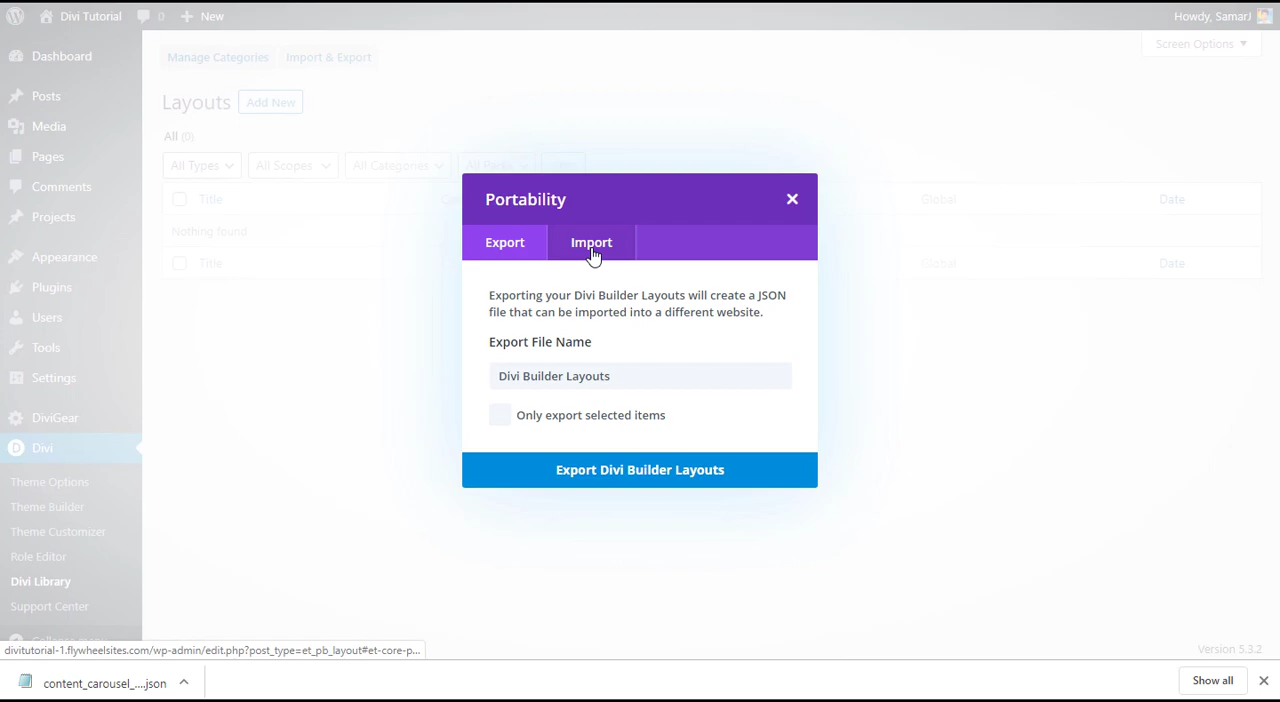 Divi Tutorial 0 New Howdy, SamarJ
Dashboard
Posts
Media
Pages
Comments
Projects
Appearance
Plugins
Users
Tools
Settings
DiviGear
Divi
Theme Options
Theme Builder
Theme Customizer
Role Editor
Divi Library
Support Center
Collapse menu
Manage Categories Import & Export Screen Options
Layouts Add New
All (0)
All Types All Scopes All Categories All Packs
Title Global Date
Nothing found
Title Global Date
Portability
Export Import
Exporting your Divi Builder Layouts will create a JSON
file that can be imported into a different website.
Export File Name
Divi Builder Layouts
Only export selected items
Export Divi Builder Layouts
divitutorial-1.flywheelsites.com/wp-admin/edit.php?post_type=et_pb_layout#et-core-p...
Version 5.3.2
content_carousel_....json Show all